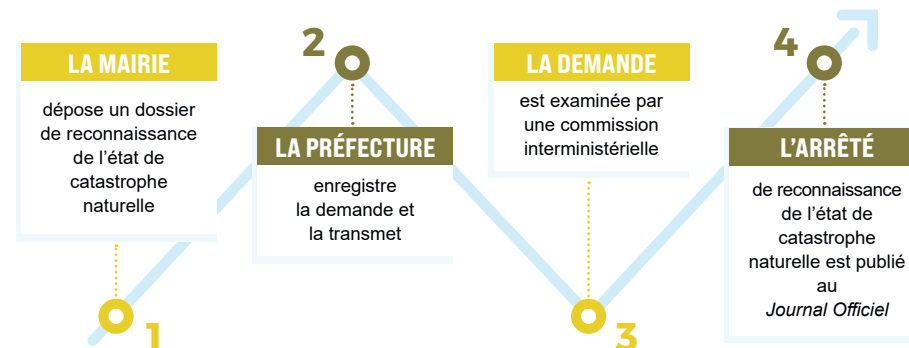 LA MAIRIE
dépose un dossier
de reconnaissance
de l'état de
catastrophe
naturelle
1
2
LA PRÉFECTURE
enregistre
la demande et
la transmet
LA DEMANDE
est examinée par
une commission
interministérielle
3
4
L'ARRÊTÉ
de reconnaissance
de l'état de
catastrophe
naturelle est publié
au
Journal Officiel